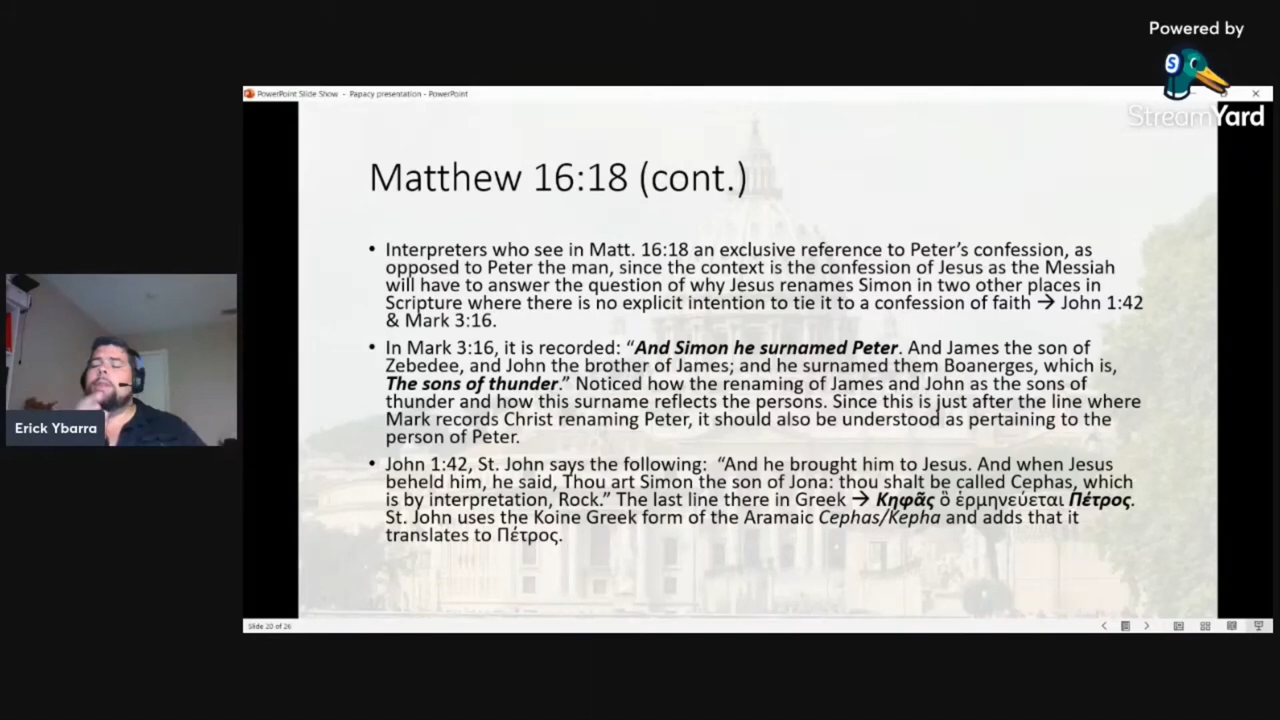 Powered by
StreamYard
PowerPoint Slide Show - Papacy presentation - PowerPoint
Matthew 16:18 (cont.)
• Interpreters who see in Matt. 16:18 an exclusive reference to Peter's confession, as
opposed to Peter the man, since the context is the confession of Jesus as the Messiah
will have to answer the question of why Jesus renames Simon in two other places in
Scripture where there is no explicit intention to tie it to a confession of faith → John 1:42
& Mark 3:16.
• In Mark 3:16, it is recorded: “And Simon he surnamed Peter. And James the son of
Zebedee, and John the brother of James; and he surnamed them Boanerges, which is,
The sons of thunder.” Noticed how the renaming of James and John as the sons of
thunder and how this surname reflects the persons. Since this is just after the line where
Mark records Christ renaming Peter, it should also be understood as pertaining to the
person of Peter.
• John 1:42, St. John says the following: “And he brought him to Jesus. And when Jesus
beheld him, he said, Thou art Simon the son of Jona: thou shalt be called Cephas, which
is by interpretation, Rock.” The last line there in Greek → Κηφᾶς ὃ ἑρμηνεύεται Πέτρος.
St. John uses the Koine Greek form of the Aramaic Cephas/Kepha and adds that it
translates to Πέτρος.
Erick Ybarra
Slide 20 of 26